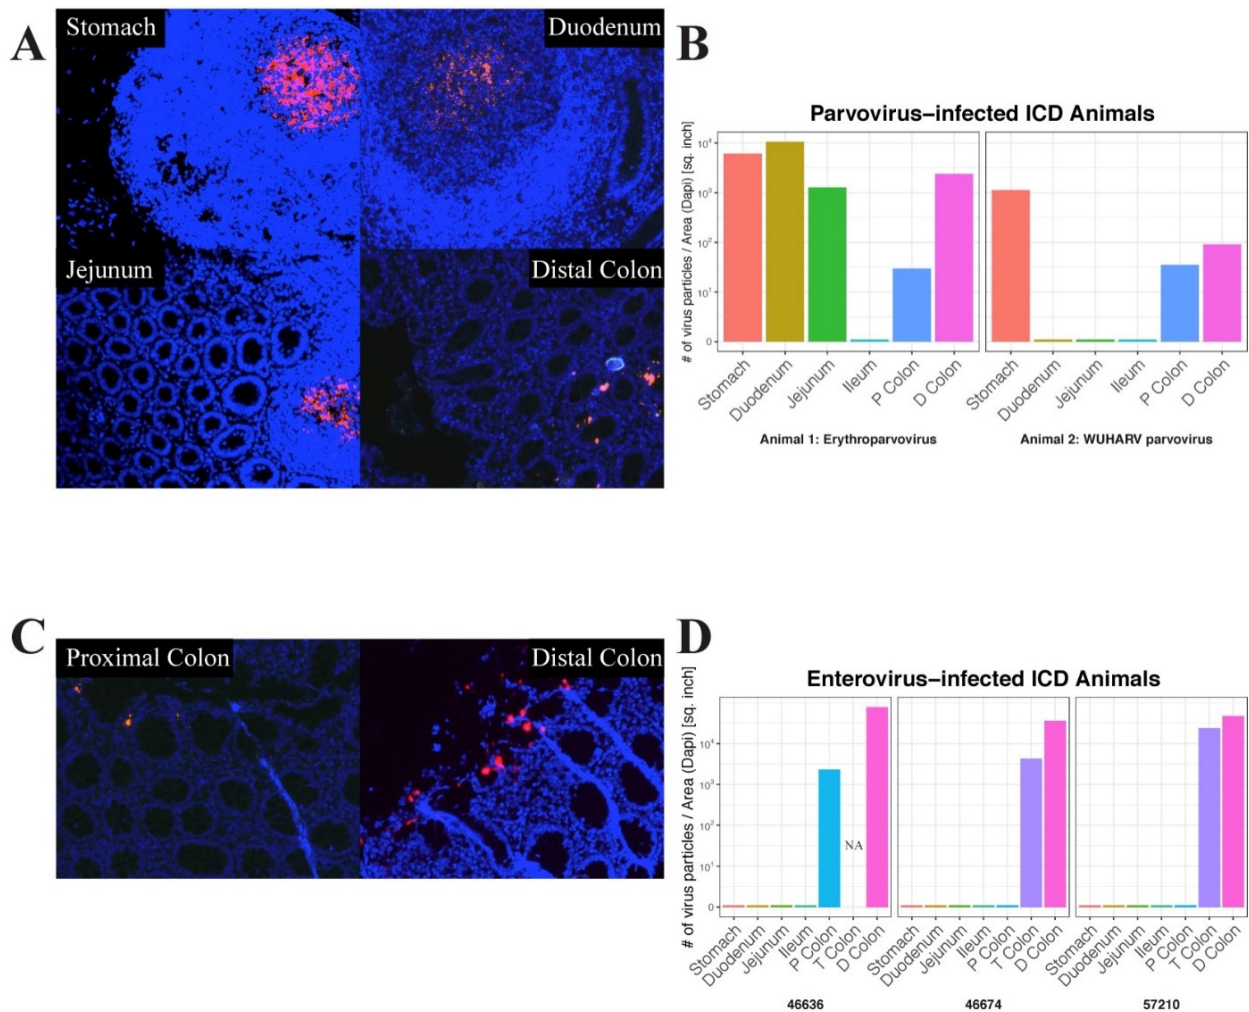 A
Stomach
Duodenum
Jejunum
Distal Colon
B
Parvovirus–infected ICD Animals
# of virus particles / Area (Dapi) [sq. inch]
10⁴
10³
10²
10¹
0
Stomach
Duodenum
Jejunum
Ileum
P Colon
D Colon
Stomach
Duodenum
Jejunum
Ileum
P Colon
D Colon
Animal 1: Erythroparvovirus
Animal 2: WUHARV parvovirus
C
Proximal Colon
Distal Colon
D
Enterovirus–infected ICD Animals
# of virus particles / Area (Dapi) [sq. inch]
10⁴
10³
10²
10¹
0
NA
Stomach
Duodenum
Jejunum
Ileum
P Colon
T Colon
D Colon
Stomach
Duodenum
Jejunum
Ileum
P Colon
T Colon
D Colon
Stomach
Duodenum
Jejunum
Ileum
P Colon
T Colon
D Colon
46636
46674
57210